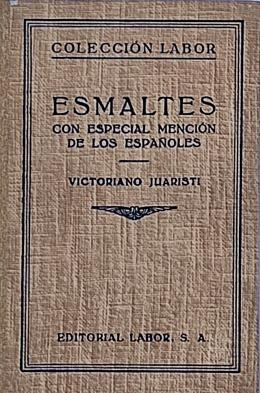 COLECCIÓN LABOR
ESMALTES
CON ESPECIAL MENCIÓN
DE LOS ESPAÑOLES
VICTORIANO JUARISTI
EDITORIAL LABOR, S. A.